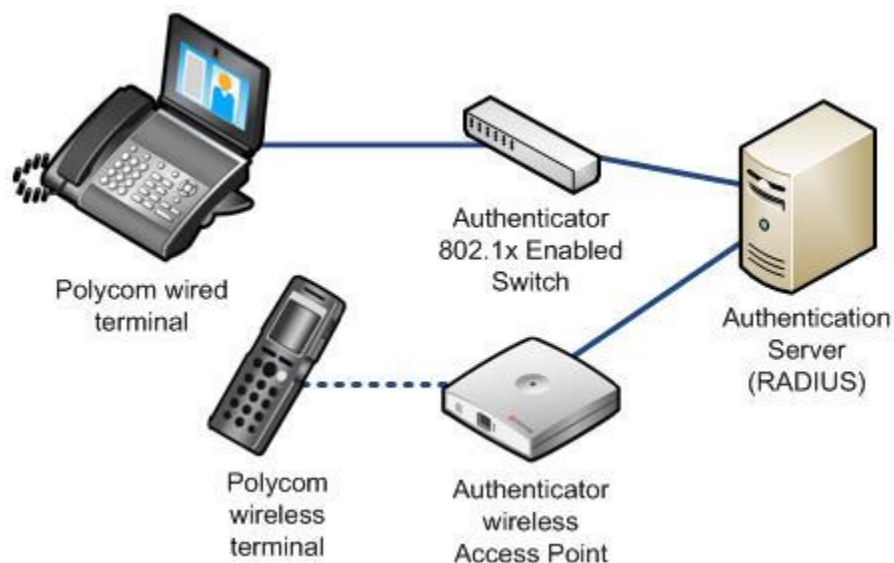 Polycom wired
terminal
Authenticator
802.1x Enabled
Switch
Authentication
Server
(RADIUS)
Polycom
wireless
terminal
Authenticator
wireless
Access Point